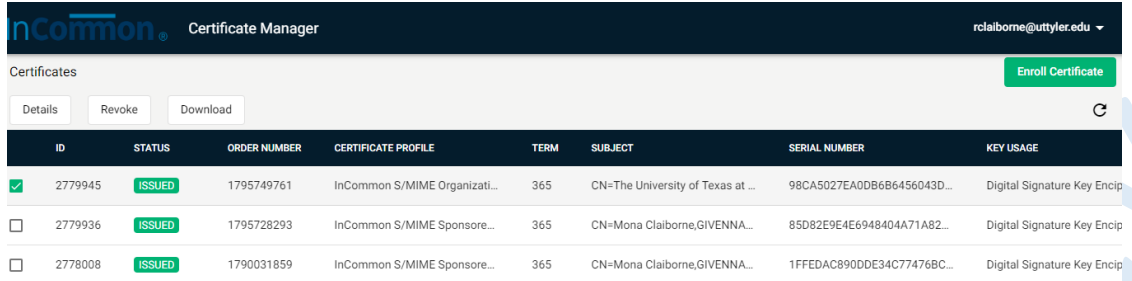 InCommon® Certificate Manager rclaiborne@uttyler.edu
Certificates Enroll Certificate
Details Revoke Download
ID STATUS ORDER NUMBER CERTIFICATE PROFILE TERM SUBJECT SERIAL NUMBER KEY USAGE
2779945 ISSUED 1795749761 InCommon S/MIME Organizati... 365 CN=The University of Texas at ... 98CA5027EA0DB6B6456043D... Digital Signature Key Encip
2779936 ISSUED 1795728293 InCommon S/MIME Sponsore... 365 CN=Mona Claiborne,GIVENNA... 85D82E9E4E6948404A71A82... Digital Signature Key Encip
2778008 ISSUED 1790031859 InCommon S/MIME Sponsore... 365 CN=Mona Claiborne,GIVENNA... 1FFEDAC890DDE34C77476BC... Digital Signature Key Encip